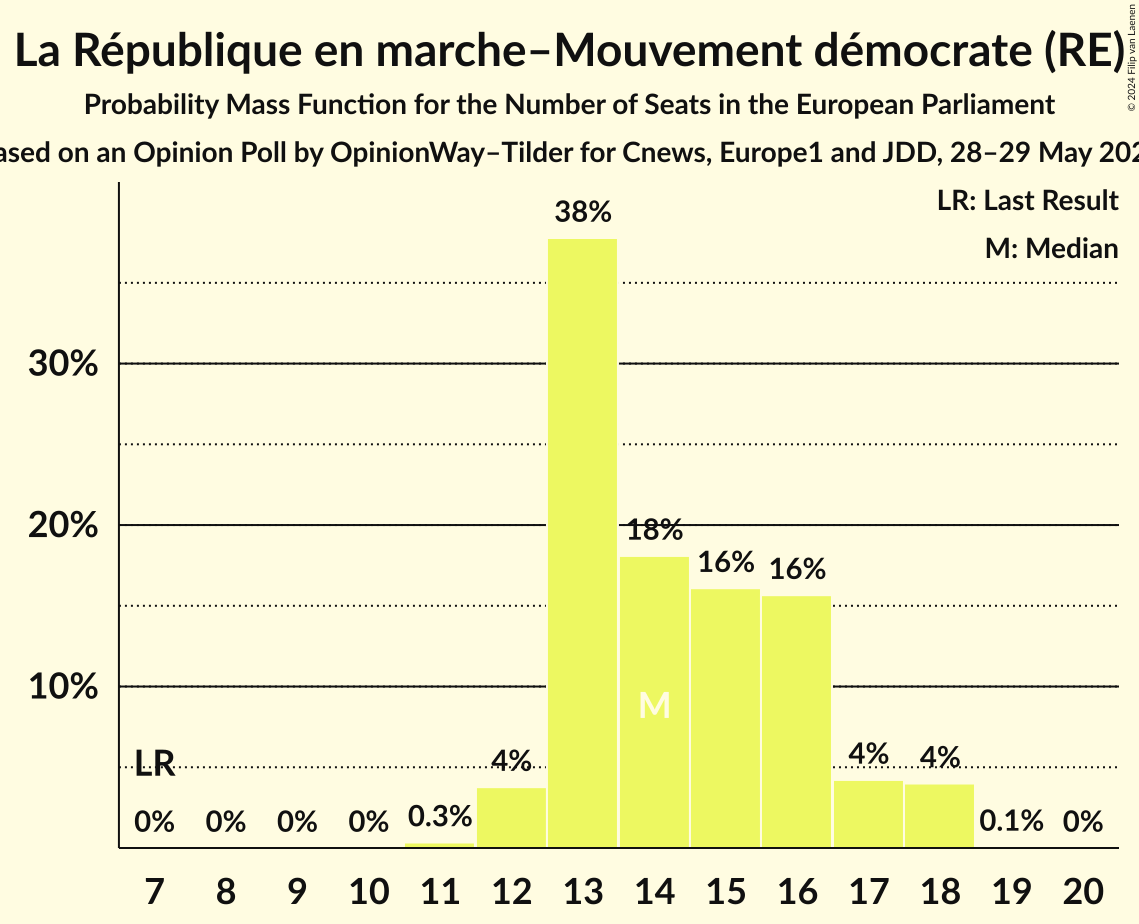 La République en marche–Mouvement démocrate (RE)
© 2024 Filip van Laenen
Probability Mass Function for the Number of Seats in the European Parliament
ased on an Opinion Poll by OpinionWay–Tilder for Cnews, Europe1 and JDD, 28–29 May 202
LR: Last Result
M: Median
38%
30%
20%
18%
16%
16%
10%
M
LR
4%
4%
4%
0%
0%
0%
0%
0.3%
0.1%
0%
7 8 9 10 11 12 13 14 15 16 17 18 19 20